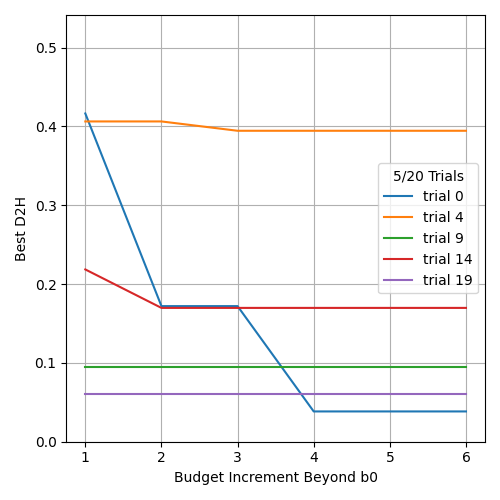 0.5
0.4
0.3
0.2
0.1
0.0
Best D2H
5/20 Trials
trial 0
trial 4
trial 9
trial 14
trial 19
1 2 3 4 5 6
Budget Increment Beyond b0